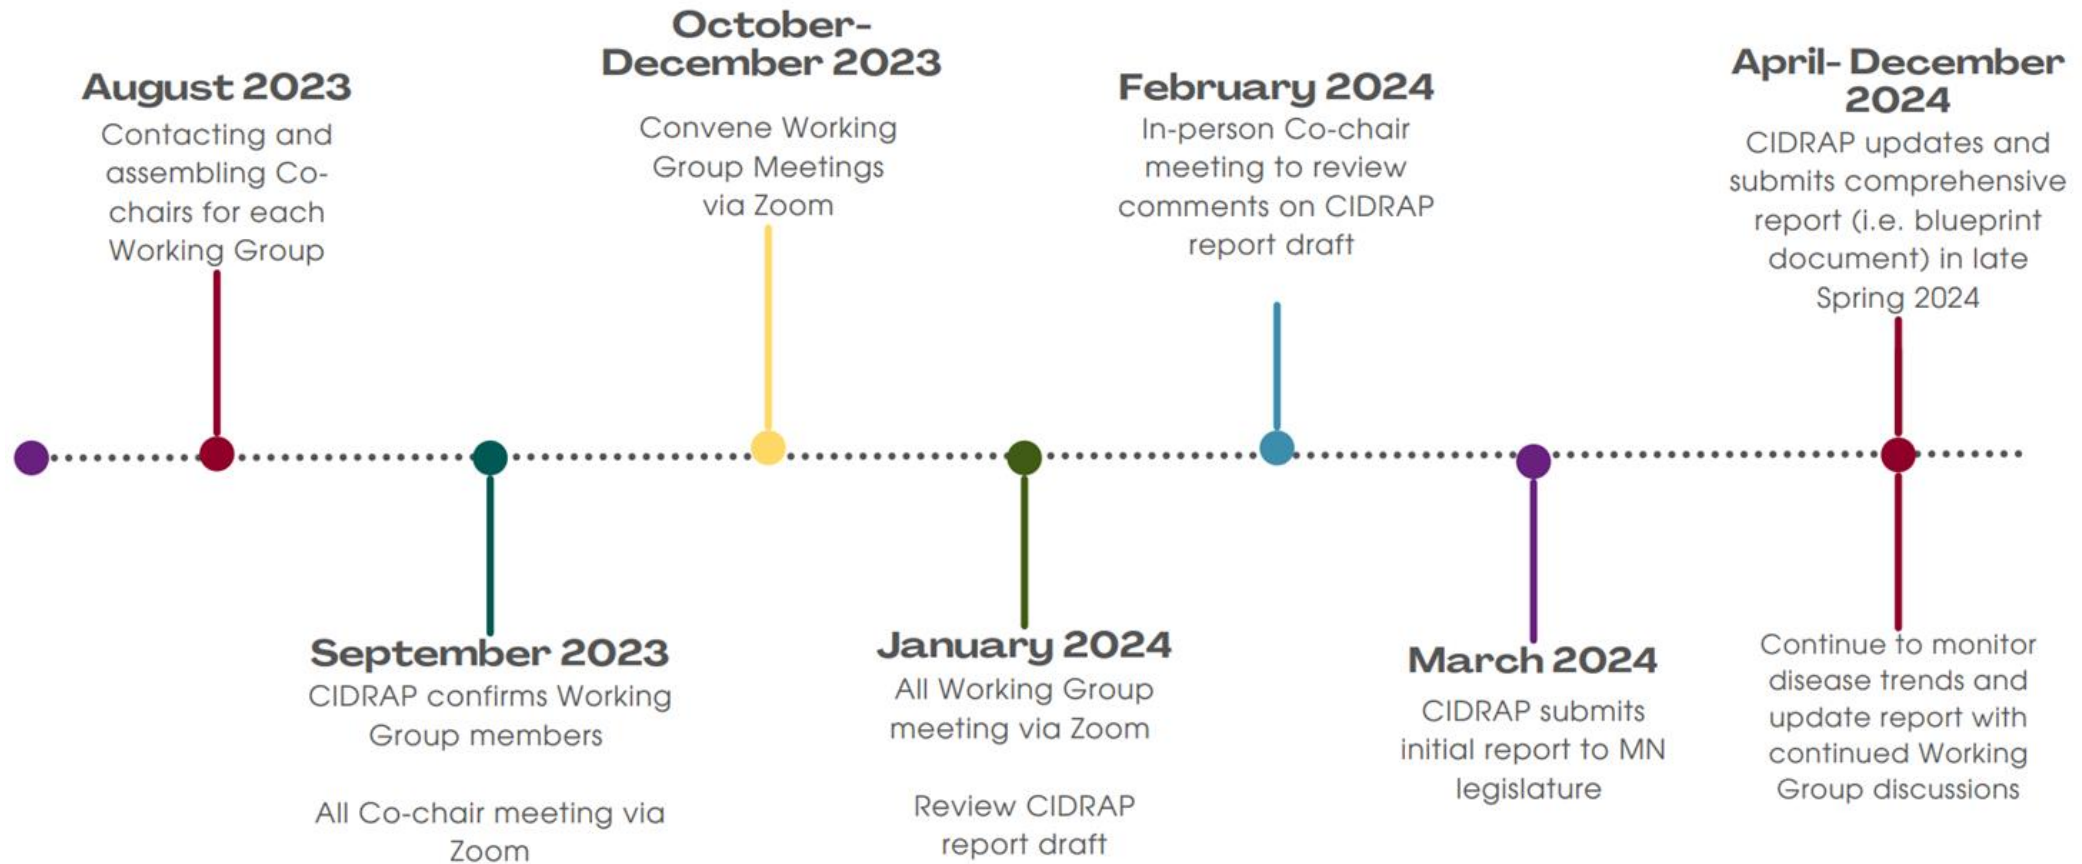 August 2023
Contacting and
assembling Co-
chairs for each
Working Group
September 2023
CIDRAP confirms Working
Group members
All Co-chair meeting via
Zoom
October-
December 2023
Convene Working
Group Meetings
via Zoom
January 2024
All Working Group
meeting via Zoom
Review CIDRAP
report draft
February 2024
In-person Co-chair
meeting to review
comments on CIDRAP
report draft
March 2024
CIDRAP submits
initial report to MN
legislature
April- December
2024
CIDRAP updates and
submits comprehensive
report (i.e. blueprint
document) in late
Spring 2024
Continue to monitor
disease trends and
update report with
continued Working
Group discussions